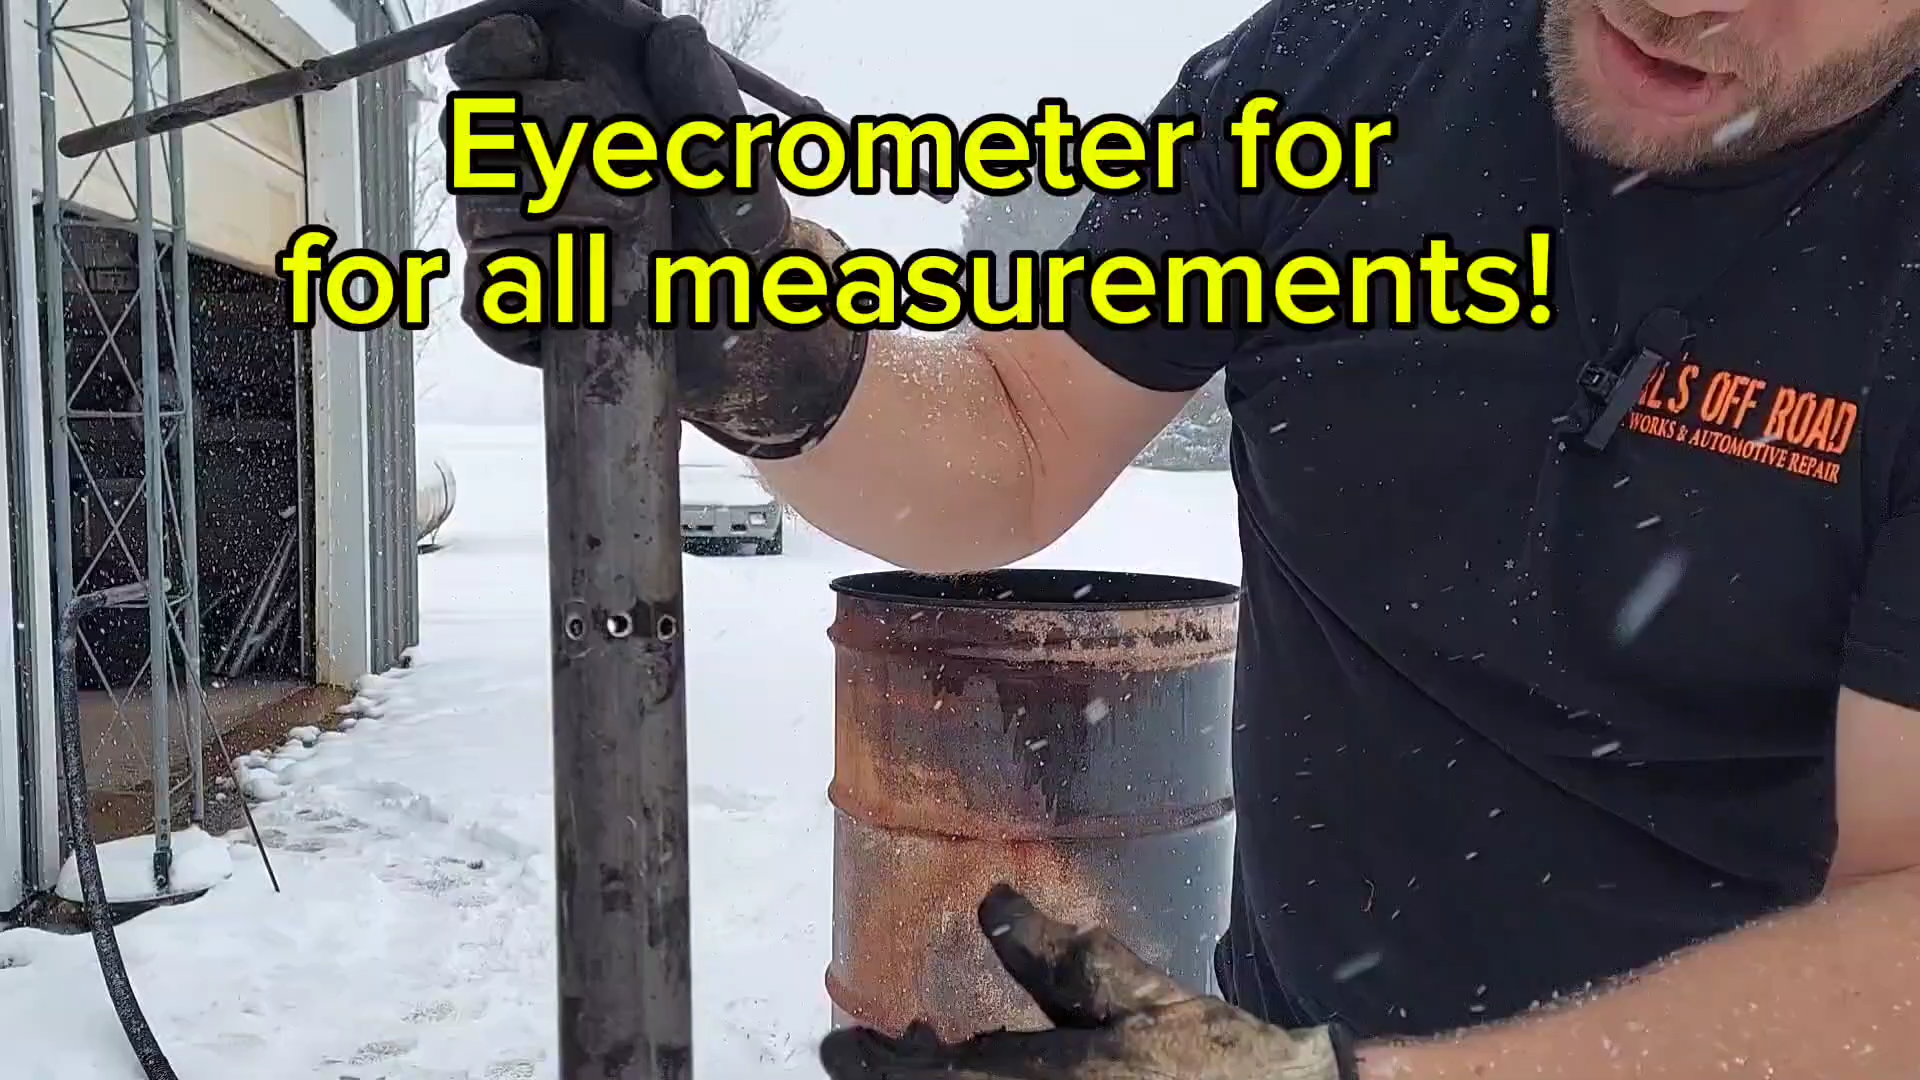 Eyecrometer for
for all measurements!
'S OFF ROAD
WORKS & AUTOMOTIVE REPAIR